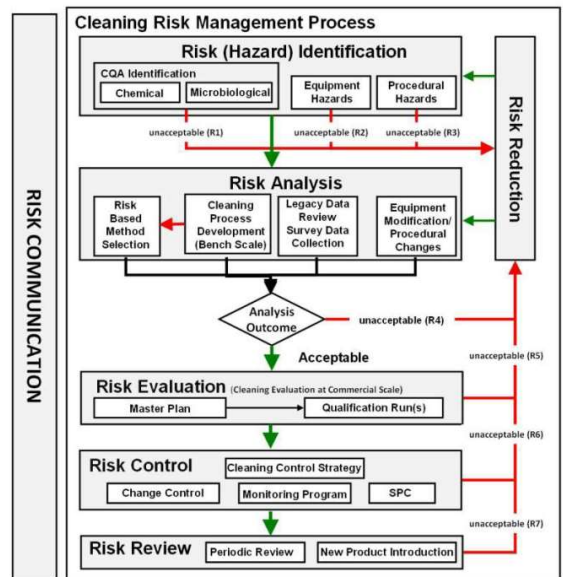 Cleaning Risk Management Process
RISK COMMUNICATION
Risk (Hazard) Identification
CQA Identification
Chemical
Microbiological
Equipment
Hazards
Procedural
Hazards
unacceptable (R1)
unacceptable (R2)
unacceptable (R3)
Risk Reduction
Risk Analysis
Risk
Based
Method
Selection
Cleaning
Process
Development
(Bench Scale)
Legacy Data
Review
Survey Data
Collection
Equipment
Modification/
Procedural
Changes
Analysis
Outcome
unacceptable (R4)
Acceptable
unacceptable (R5)
Risk Evaluation (Cleaning Evaluation at Commercial Scale)
Master Plan
Qualification Run(s)
unacceptable (R6)
Risk Control
Cleaning Control Strategy
Change Control
Monitoring Program
SPC
unacceptable (R7)
Risk Review
Periodic Review
New Product Introduction